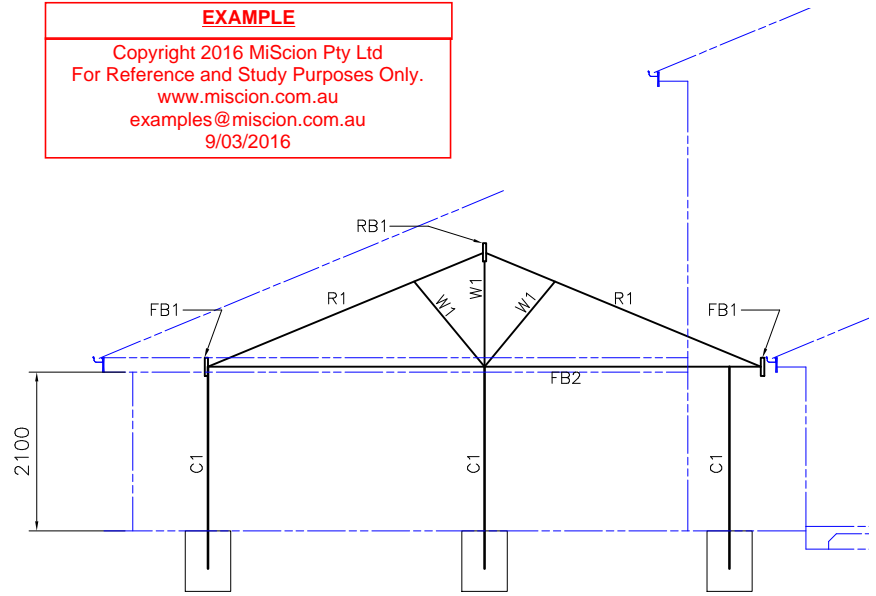 EXAMPLE
Copyright 2016 MiScion Pty Ltd
For Reference and Study Purposes Only.
www.miscion.com.au
examples@miscion.com.au
9/03/2016
RB1
FB1
R1
W1
W1
W1
R1
FB1
FB2
2100
C1
C1
C1